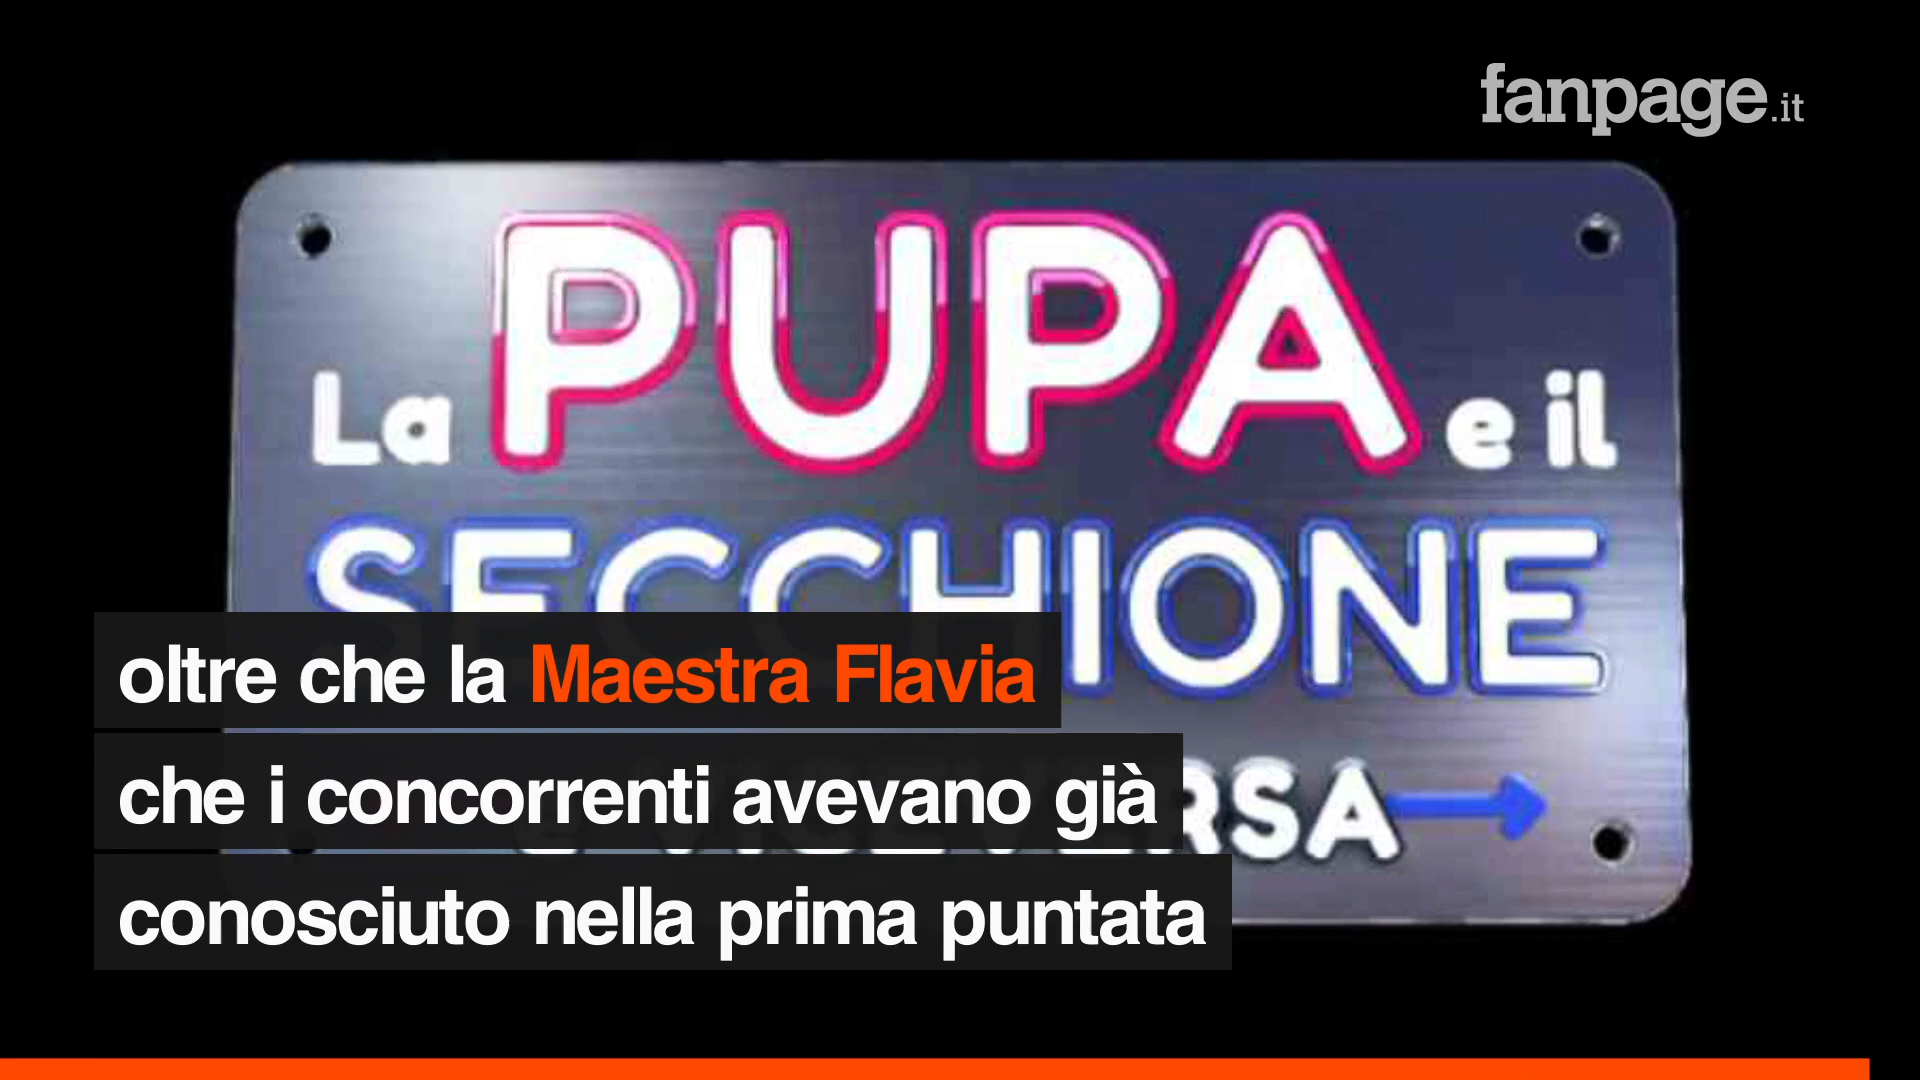 fanpage.it
La PUPA e il
SECCHIONE
RSA
oltre che la Maestra Flavia
che i concorrenti avevano già
conosciuto nella prima puntata